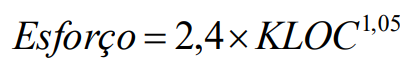 Esforço = 2,4 × KLOC^1,05